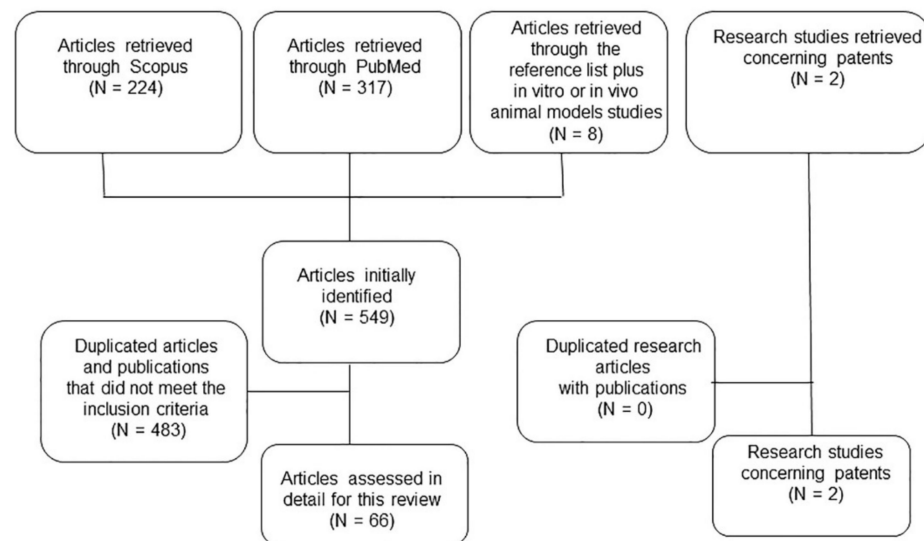 Articles retrieved
through Scopus
(N = 224)
Articles retrieved
through PubMed
(N = 317)
Articles retrieved
through the
reference list plus
in vitro or in vivo
animal models studies
(N = 8)
Research studies retrieved
concerning patents
(N = 2)
Articles initially
identified
(N = 549)
Duplicated articles
and publications
that did not meet the
inclusion criteria
(N = 483)
Duplicated research
articles
with publications
(N = 0)
Articles assessed in
detail for this review
(N = 66)
Research studies
concerning patents
(N = 2)